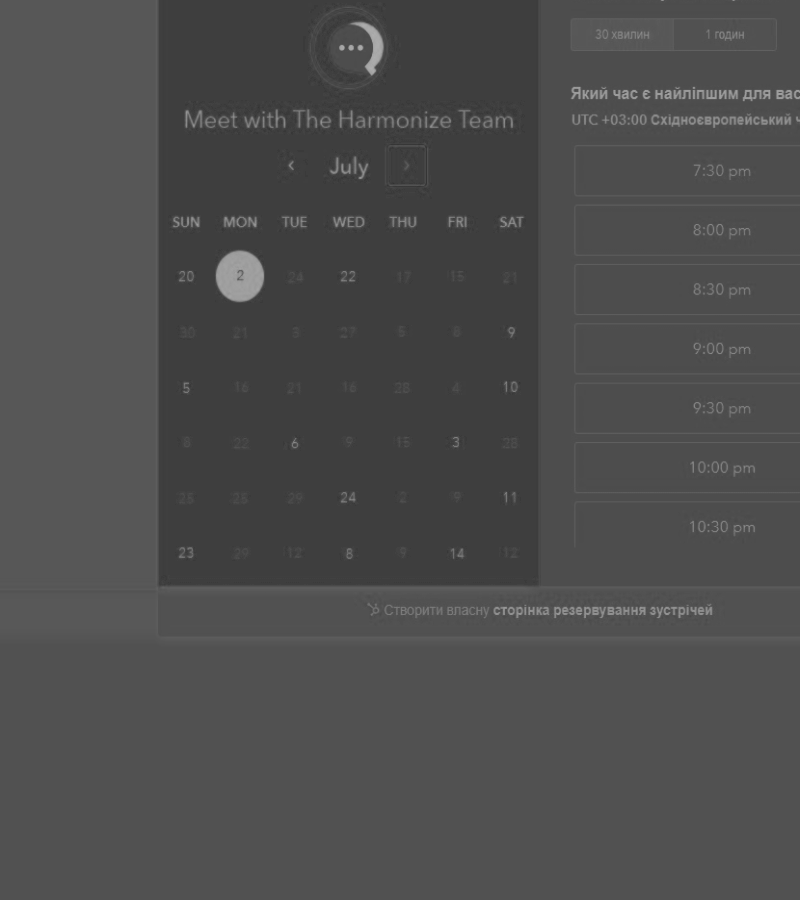 30 хвилин 1 годин
Meet with The Harmonize Team
July
SUN MON TUE WED THU FRI SAT
20 2 24 22 17 15 21
30 21 3 27 5 8 9
5 16 21 16 25 4 10
8 22 6 9 15 3 28
25 25 29 24 2 9 11
23 29 12 8 9 14 12
Який час є найліпшим для вас
UTC +03:00 Східноєвропейський ч
7:30 pm
8:00 pm
8:30 pm
9:00 pm
9:30 pm
10:00 pm
10:30 pm
Створити власну сторінка резервування зустрічей